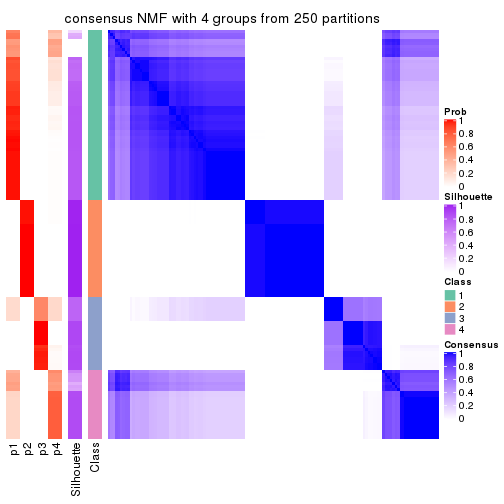 consensus NMF with 4 groups from 250 partitions
Prob
1
0.8
0.6
0.4
0.2
0
Silhouette
1
0.8
0.6
0.4
0.2
0
Class
1
2
3
4
Consensus
1
0.8
0.6
0.4
0.2
0
p1
p2
p3
p4
Silhouette
Class